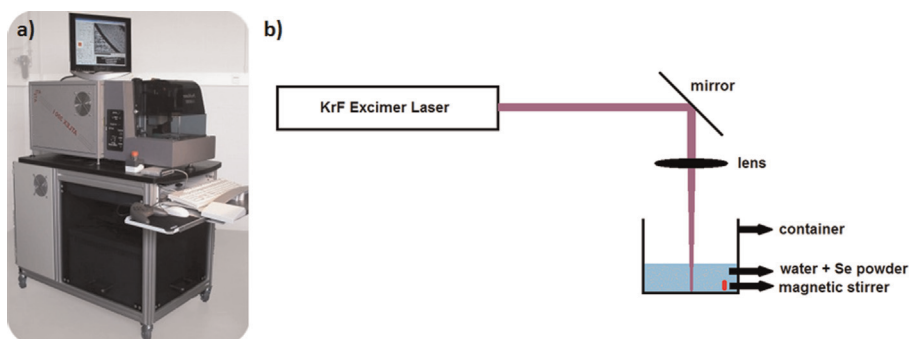 a)
b)
KrF Excimer Laser
mirror
lens
container
water + Se powder
magnetic stirrer